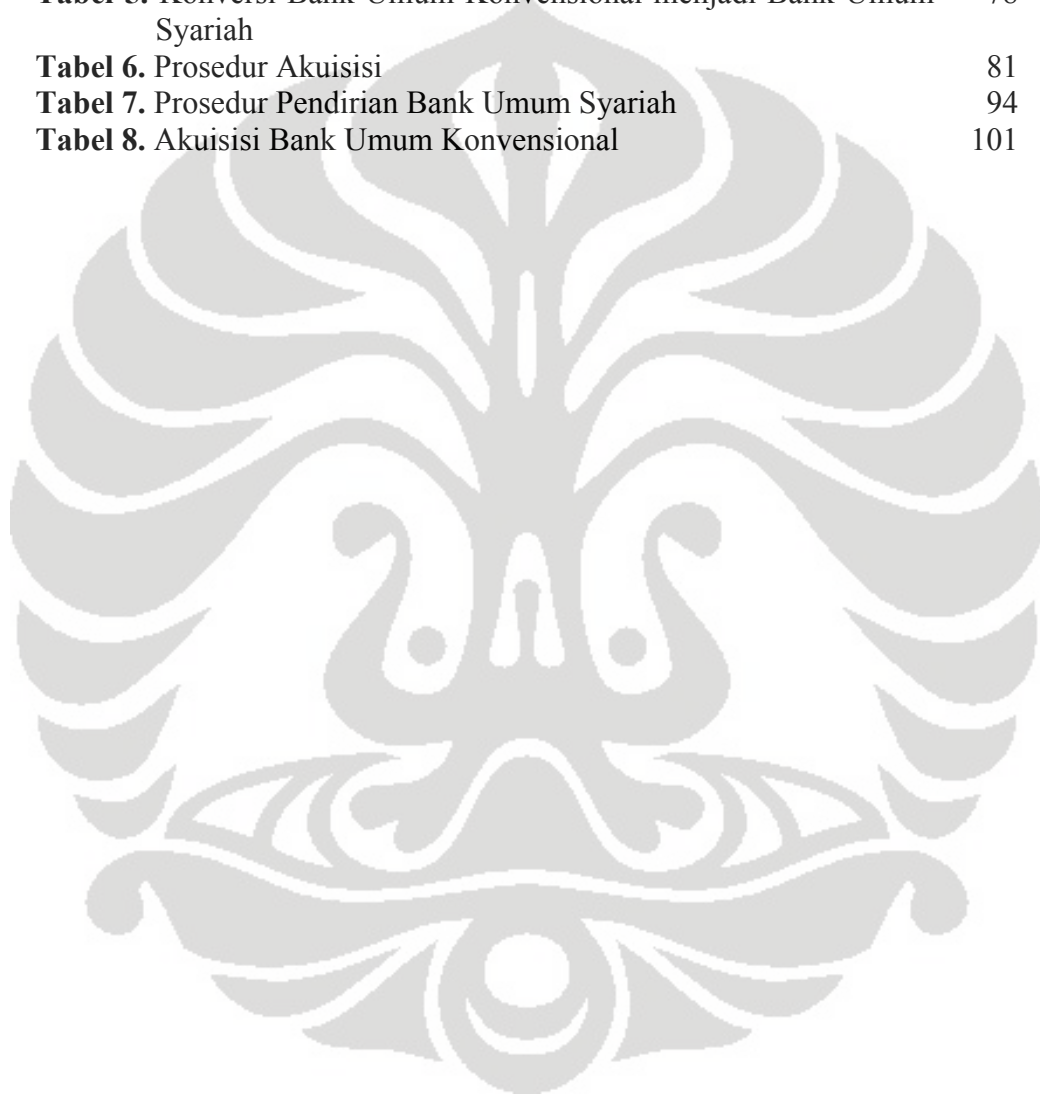 Tabel 5. Konversi Bank Umum Konvensional menjadi Bank Umum
Syariah
Tabel 6. Prosedur Akuisisi 81
Tabel 7. Prosedur Pendirian Bank Umum Syariah 94
Tabel 8. Akuisisi Bank Umum Konvensional 101